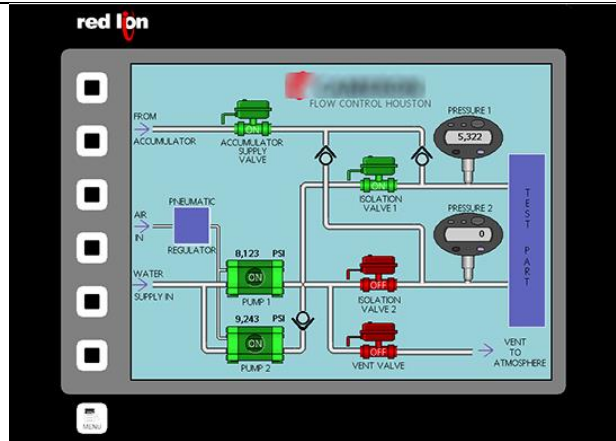 red lion
FLOW CONTROL HOUSTON
PRESSURE 1
5,322
FROM
ACCUMULATOR
ON
ACCUMULATOR
SUPPLY
VALVE
ON
ISOLATION
VALVE 1
PNEUMATIC
REGULATOR
AIR
IN
WATER
SUPPLY IN
8,123 PSI
ON
PUMP 1
9,243 PSI
ON
PUMP 2
PRESSURE 2
0
OFF
ISOLATION
VALVE 2
OFF
VENT VALVE
TEST
PART
VENT
TO
ATMOSPHERE
MENU